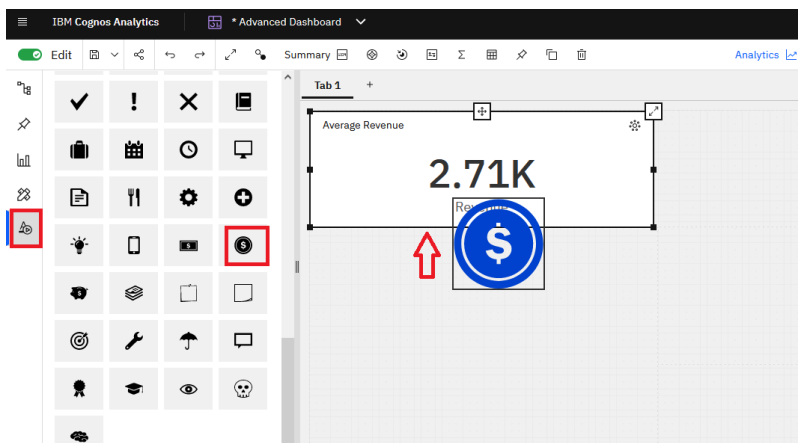 IBM Cognos Analytics
* Advanced Dashboard
Edit
Summary
Analytics
Tab 1 +
Average Revenue
2.71K
$